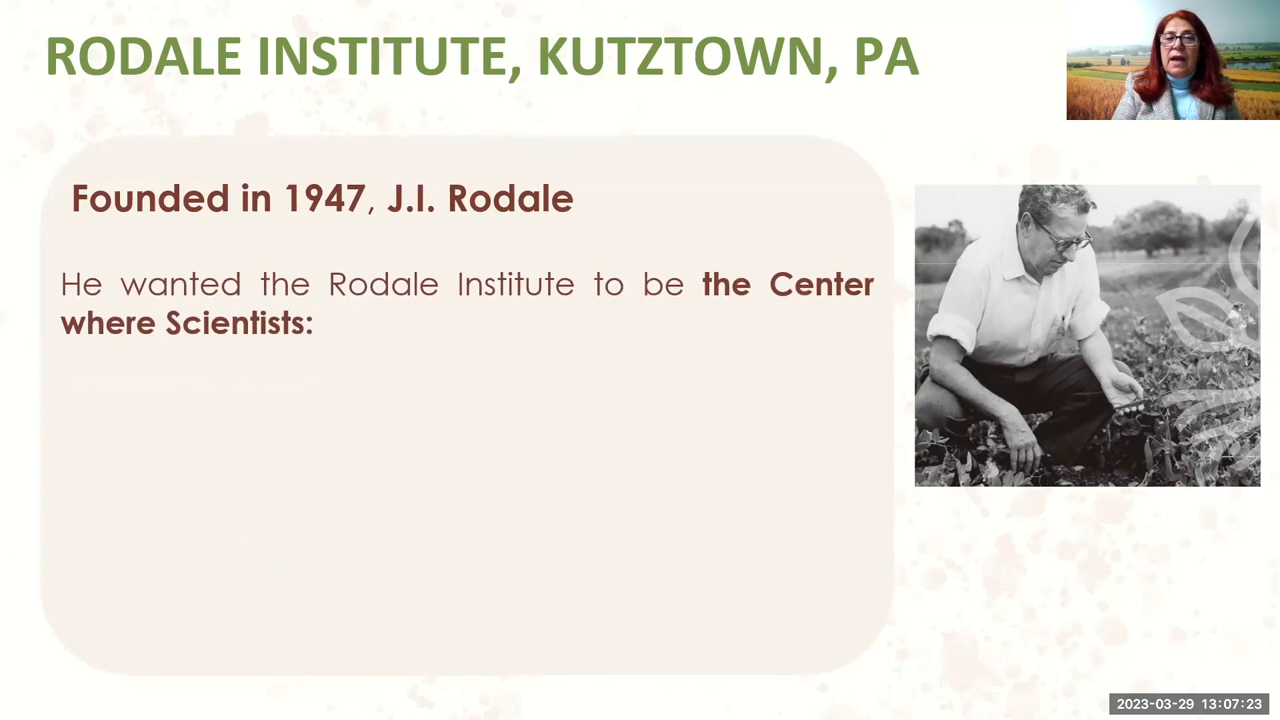 RODALE INSTITUTE, KUTZTOWN, PA
Founded in 1947, J.I. Rodale
He wanted the Rodale Institute to be the Center
where Scientists:
2023-03-29 13:07:23